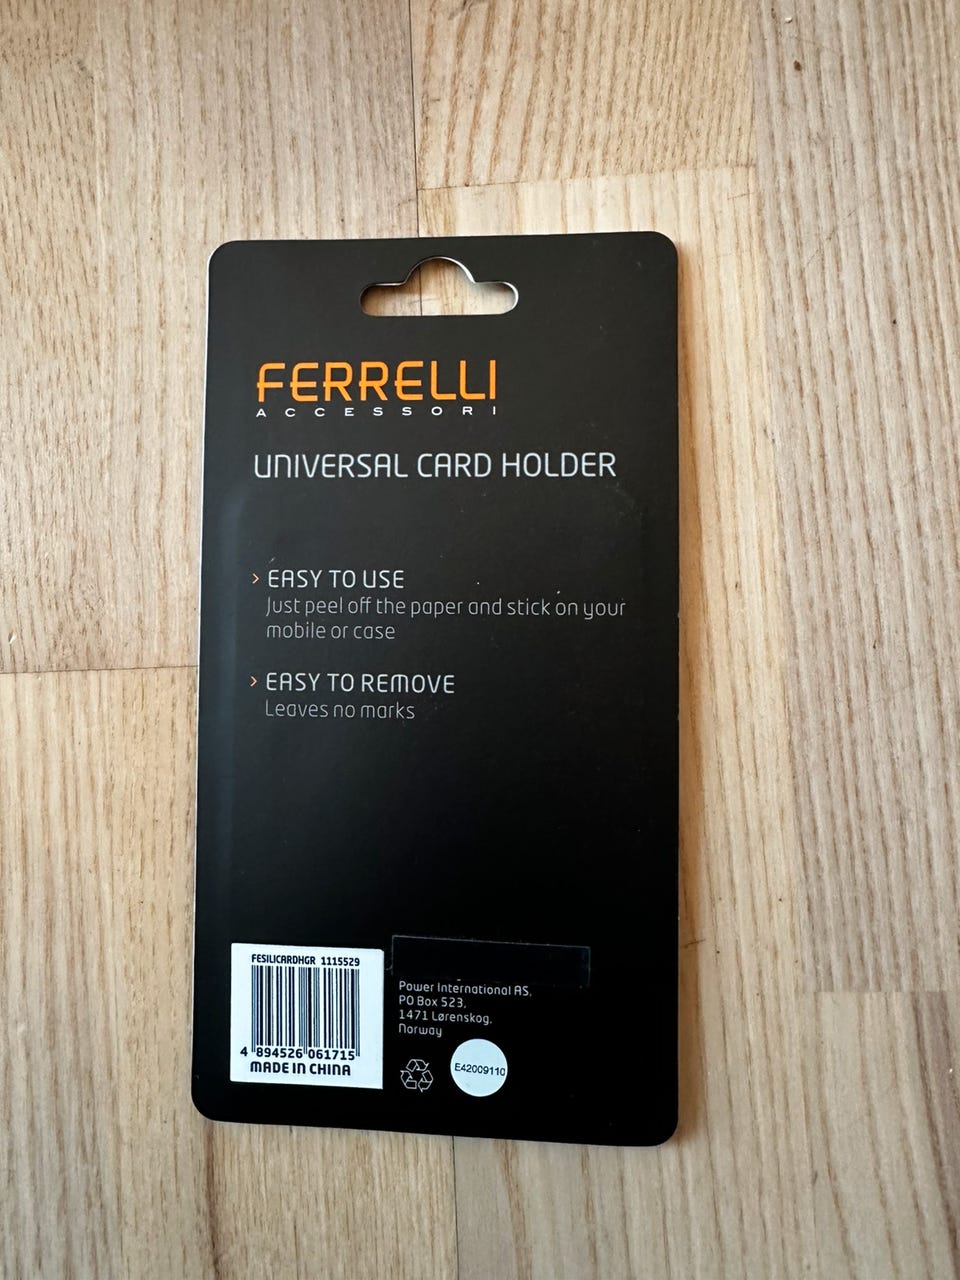 FERRELLI
ACCESSORI
UNIVERSAL CARD HOLDER
> EASY TO USE
Just peel off the paper and stick on your
mobile or case
> EASY TO REMOVE
Leaves no marks
FESILICARDHGR 1115529
4 894526 061715
MADE IN CHINA
Power International AS,
PO Box 523,
1471 Lørenskog,
Norway
E42009110